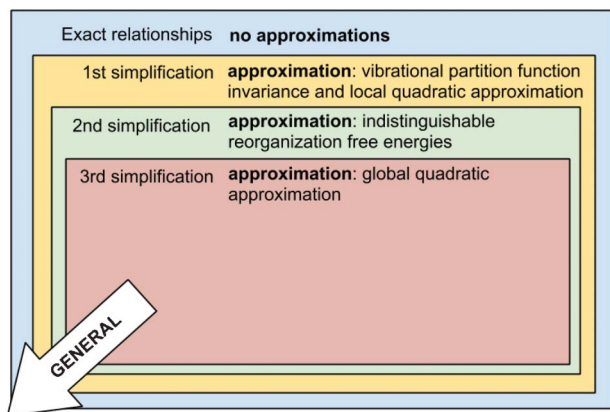 Exact relationships no approximations
1st simplification approximation: vibrational partition function
invariance and local quadratic approximation
2nd simplification approximation: indistinguishable
reorganization free energies
3rd simplification approximation: global quadratic
approximation
GENERAL